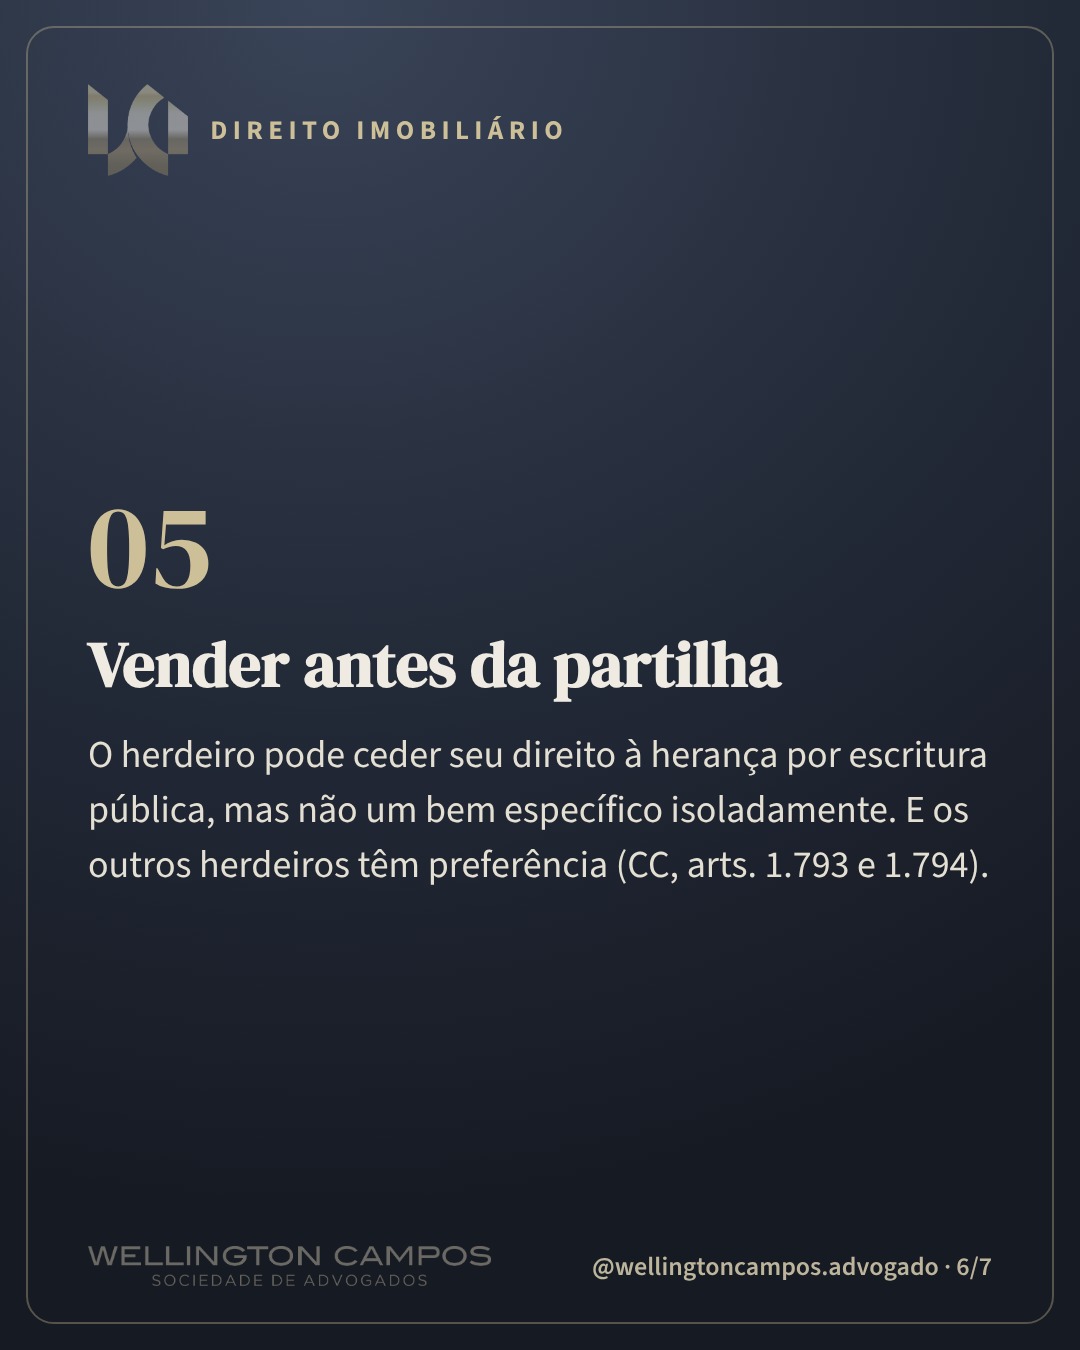 DIREITO IMOBILIÁRIO
05
Vender antes da partilha
O herdeiro pode ceder seu direito à herança por escritura
pública, mas não um bem específico isoladamente. E os
outros herdeiros têm preferência (CC, arts. 1.793 e 1.794).
WELLINGTON CAMPOS
SOCIEDADE DE ADVOGADOS
@wellingtoncampos.advogado · 6/7